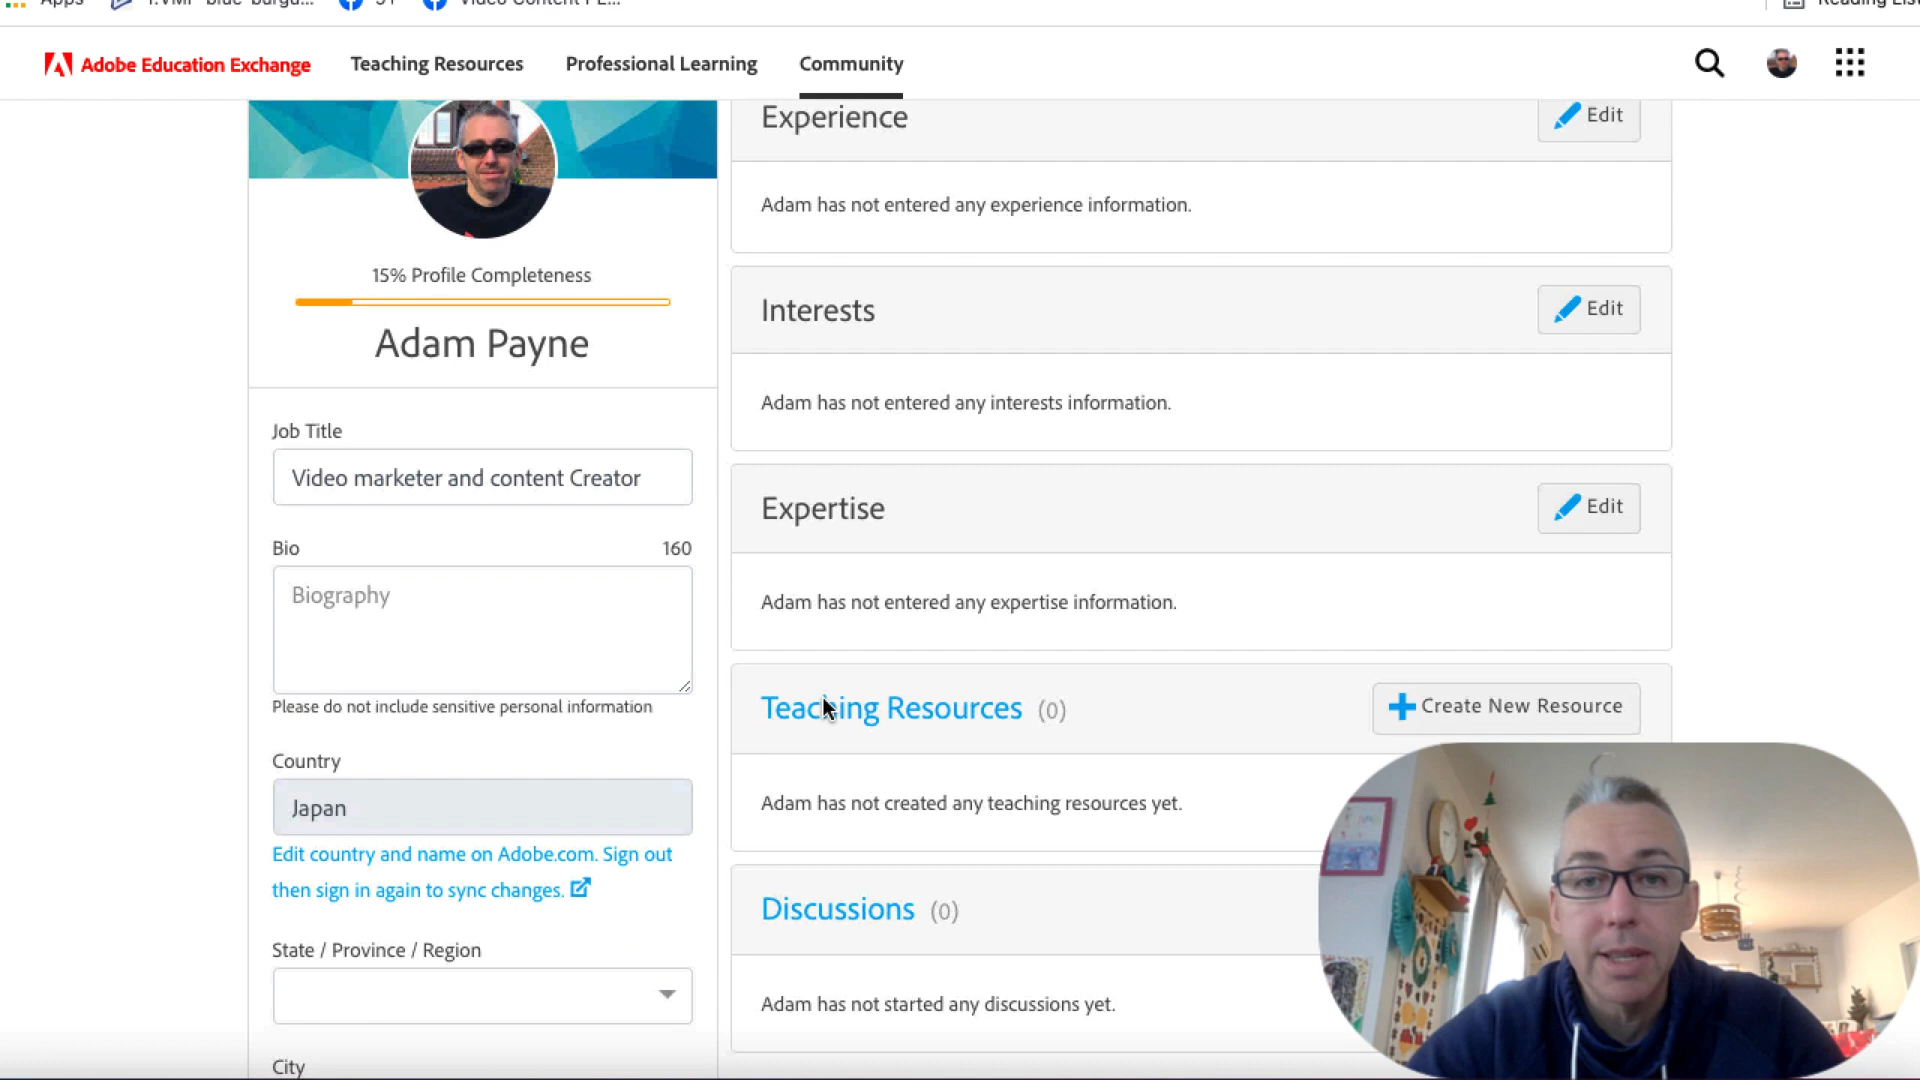 Apps
Adobe Education Exchange
Teaching Resources
Professional Learning
Community
Experience
Edit
Adam has not entered any experience information.
15% Profile Completeness
Adam Payne
Interests
Edit
Adam has not entered any interests information.
Job Title
Video marketer and content Creator
Expertise
Edit
Bio
160
Biography
Adam has not entered any expertise information.
Please do not include sensitive personal information
Teaching Resources (0)
Create New Resource
Country
Japan
Adam has not created any teaching resources yet.
Edit country and name on Adobe.com. Sign out
then sign in again to sync changes.
Discussions (0)
State / Province / Region
Adam has not started any discussions yet.
City